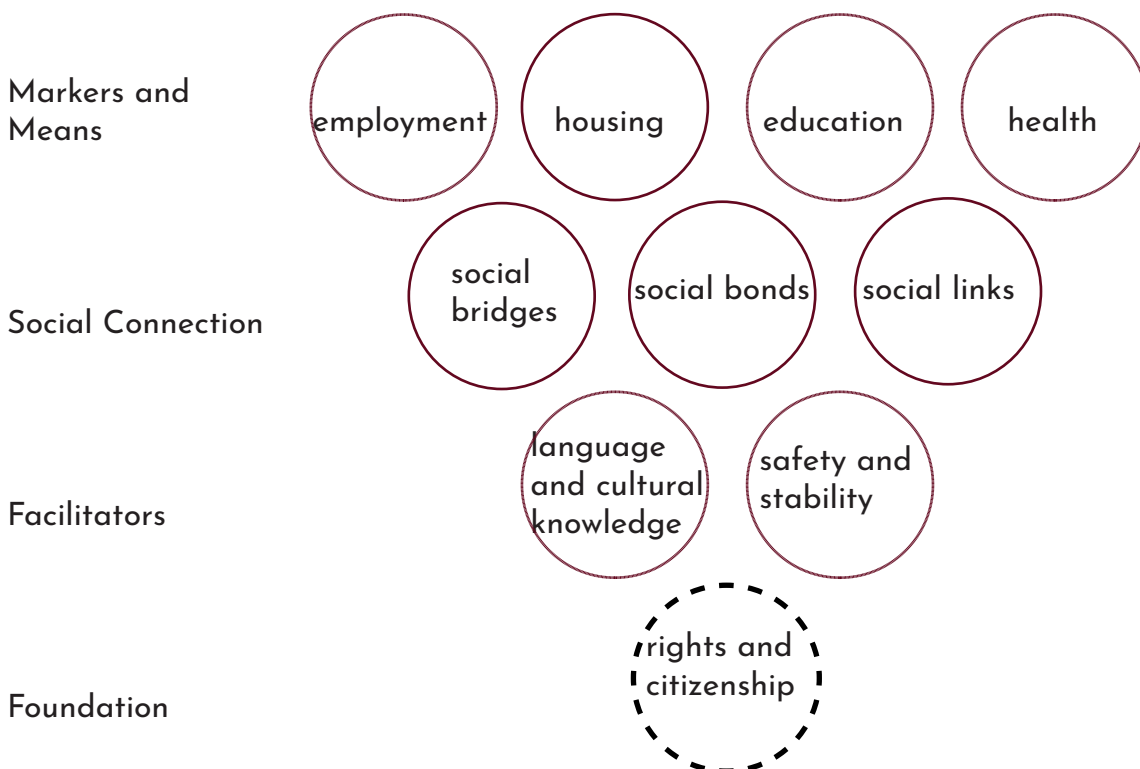 Markers and
Means
employment
housing
education
health
Social Connection
social
bridges
social bonds
social links
Facilitators
language
and cultural
knowledge
safety and
stability
Foundation
rights and
citizenship